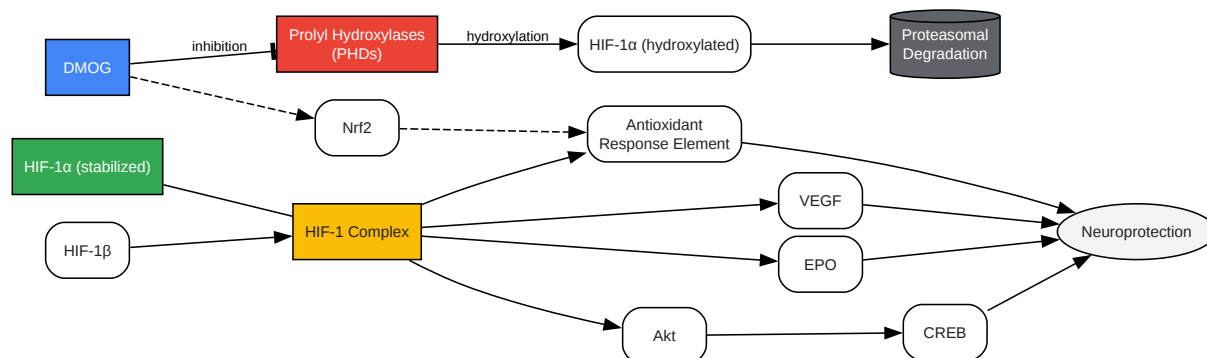 DMOG
inhibition
Prolyl Hydroxylases
(PHDs)
hydroxylation
HIF-1α (hydroxylated)
Proteasomal
Degradation
Nrf2
Antioxidant
Response Element
HIF-1α (stabilized)
HIF-1β
HIF-1 Complex
VEGF
EPO
Neuroprotection
Akt
CREB